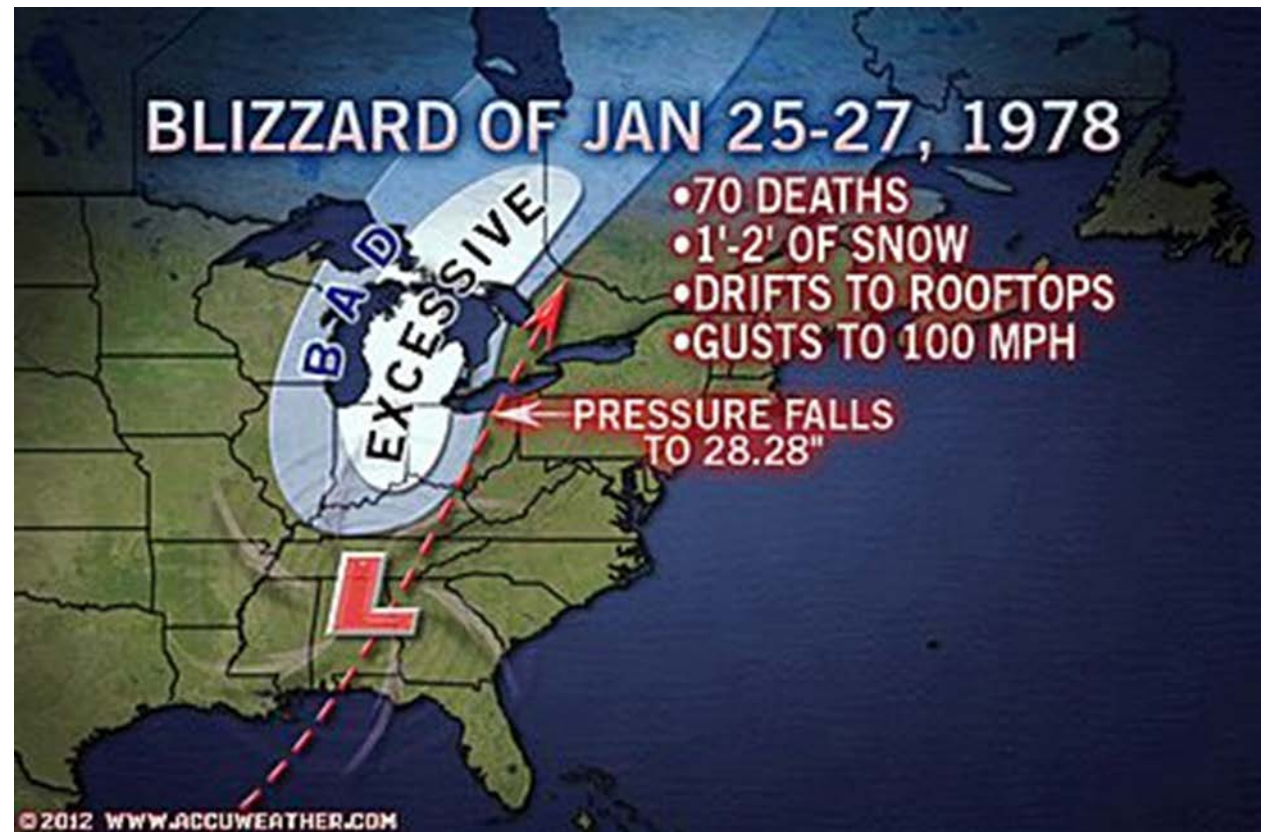 BLIZZARD OF JAN 25-27, 1978
•70 DEATHS
•1'-2' OF SNOW
•DRIFTS TO ROOFTOPS
•GUSTS TO 100 MPH
BAD
EXCESSIVE
PRESSURE FALLS
TO 28.28"
L
©2012 WWW.ACCUWEATHER.COM